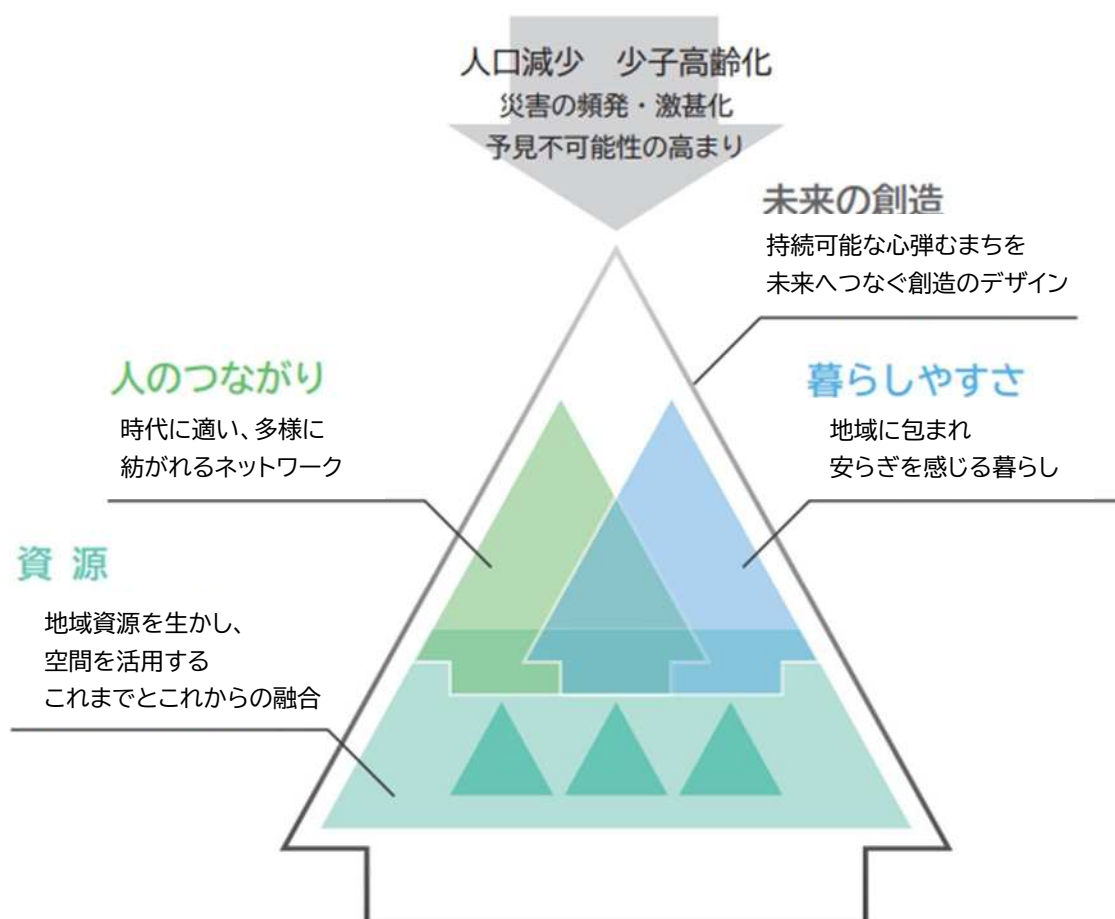 人口減少　少子高齢化
災害の頻発・激甚化
予見不可能性の高まり
未来の創造
持続可能な心弾むまちを
未来へつなぐ創造のデザイン
人のつながり
時代に適い、多様に
紡がれるネットワーク
暮らしやすさ
地域に包まれ
安らぎを感じる暮らし
資 源
地域資源を生かし、
空間を活用する
これまでとこれからの融合